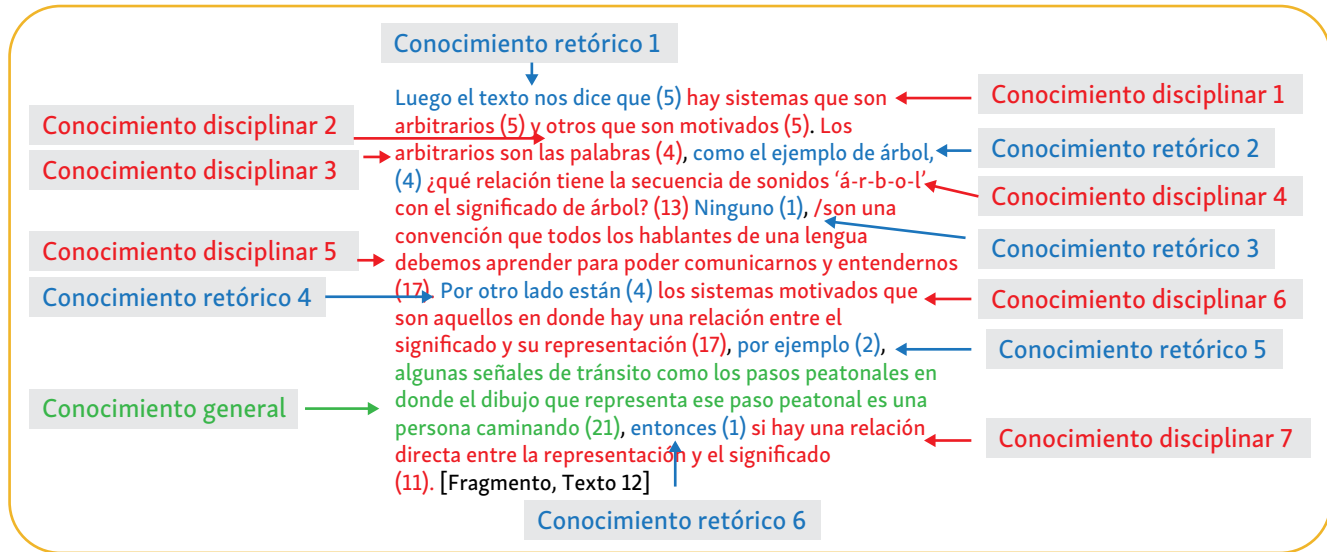 Conocimiento retórico 1
Luego el texto nos dice que (5) hay sistemas que son
arbitrarios (5) y otros que son motivados (5). Los
arbitrarios son las palabras (4), como el ejemplo de árbol,
(4) ¿qué relación tiene la secuencia de sonidos ‘á-r-b-o-l’
con el significado de árbol? (13) Ninguno (1), /son una
convención que todos los hablantes de una lengua
debemos aprender para poder comunicarnos y entendernos
(17). Por otro lado están (4) los sistemas motivados que
son aquellos en donde hay una relación entre el
significado y su representación (17), por ejemplo (2),
algunas señales de tránsito como los pasos peatonales en
donde el dibujo que representa ese paso peatonal es una
persona caminando (21), entonces (1) si hay una relación
directa entre la representación y el significado
(11). [Fragmento, Texto 12]
Conocimiento disciplinar 2
Conocimiento disciplinar 3
Conocimiento disciplinar 5
Conocimiento retórico 4
Conocimiento general
Conocimiento disciplinar 1
Conocimiento retórico 2
Conocimiento disciplinar 4
Conocimiento retórico 3
Conocimiento disciplinar 6
Conocimiento retórico 5
Conocimiento disciplinar 7
Conocimiento retórico 6